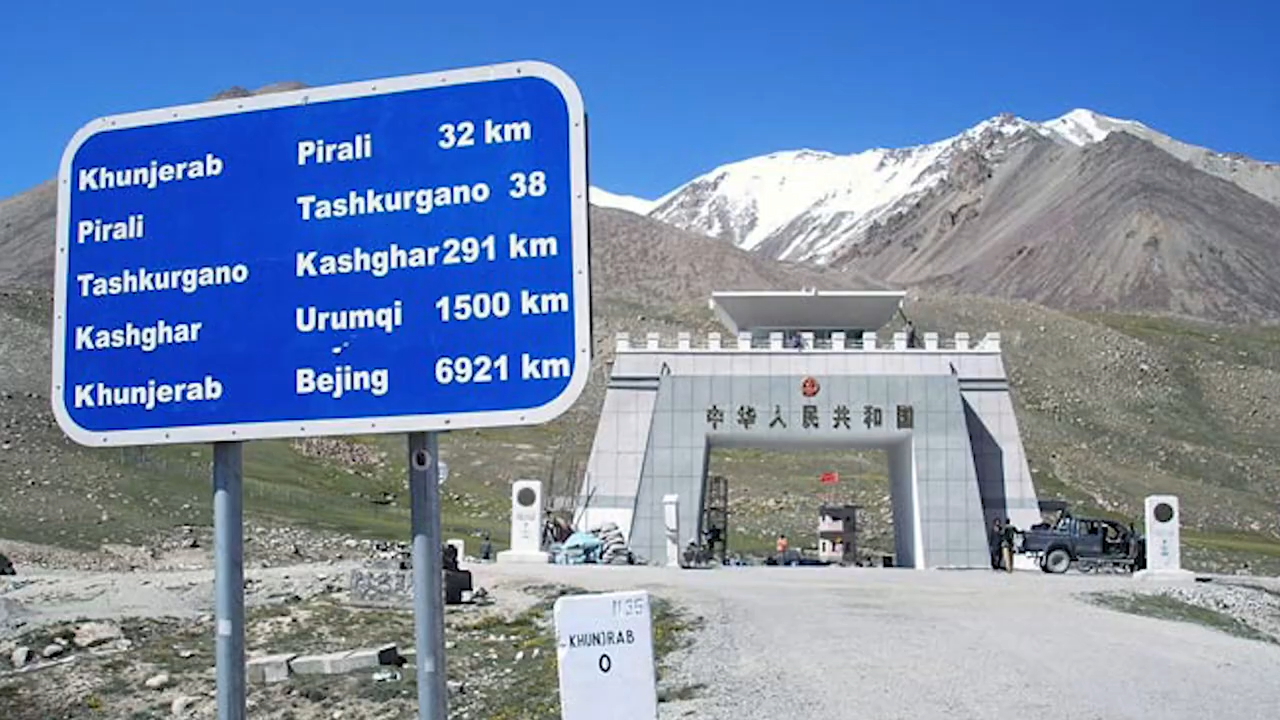 Khunjerab Pirali 32 km
Pirali Tashkurgano 38
Tashkurgano Kashghar 291 km
Kashghar Urumqi 1500 km
Khunjerab Bejing 6921 km
中华人民共和国
KHUNJRAB
0